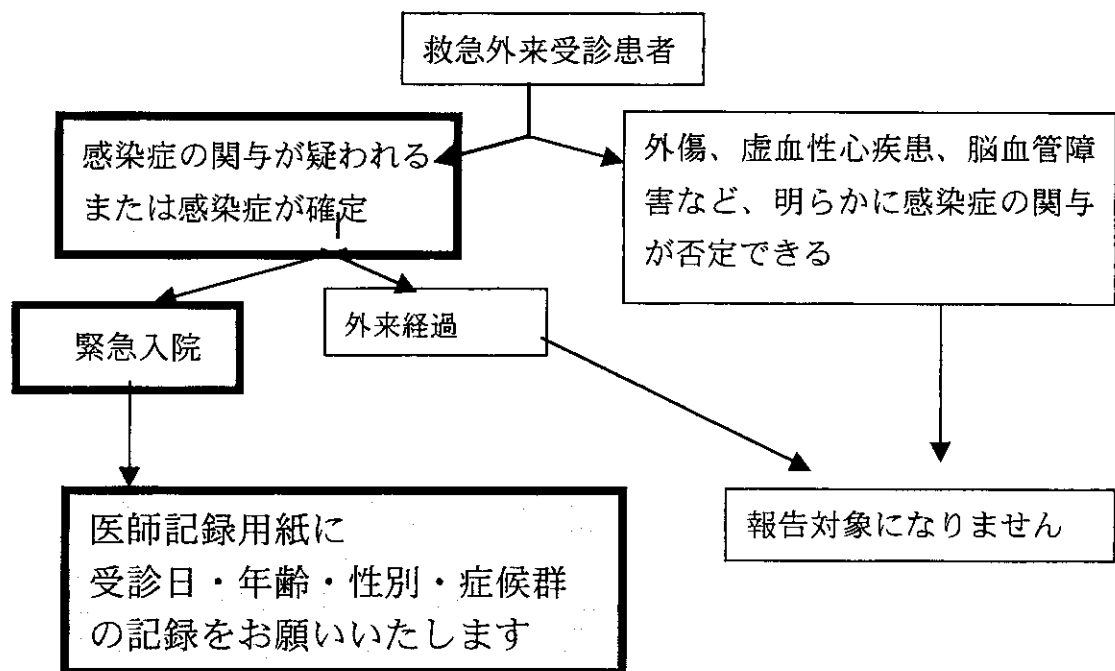 救急外来受診患者
感染症の関与が疑われる
または感染症が確定
外傷、虚血性心疾患、脳血管障
害など、明らかに感染症の関与
が否定できる
緊急入院
外来経過
医師記録用紙に
受診日・年齢・性別・症候群
の記録をお願いいたします
報告対象になりません